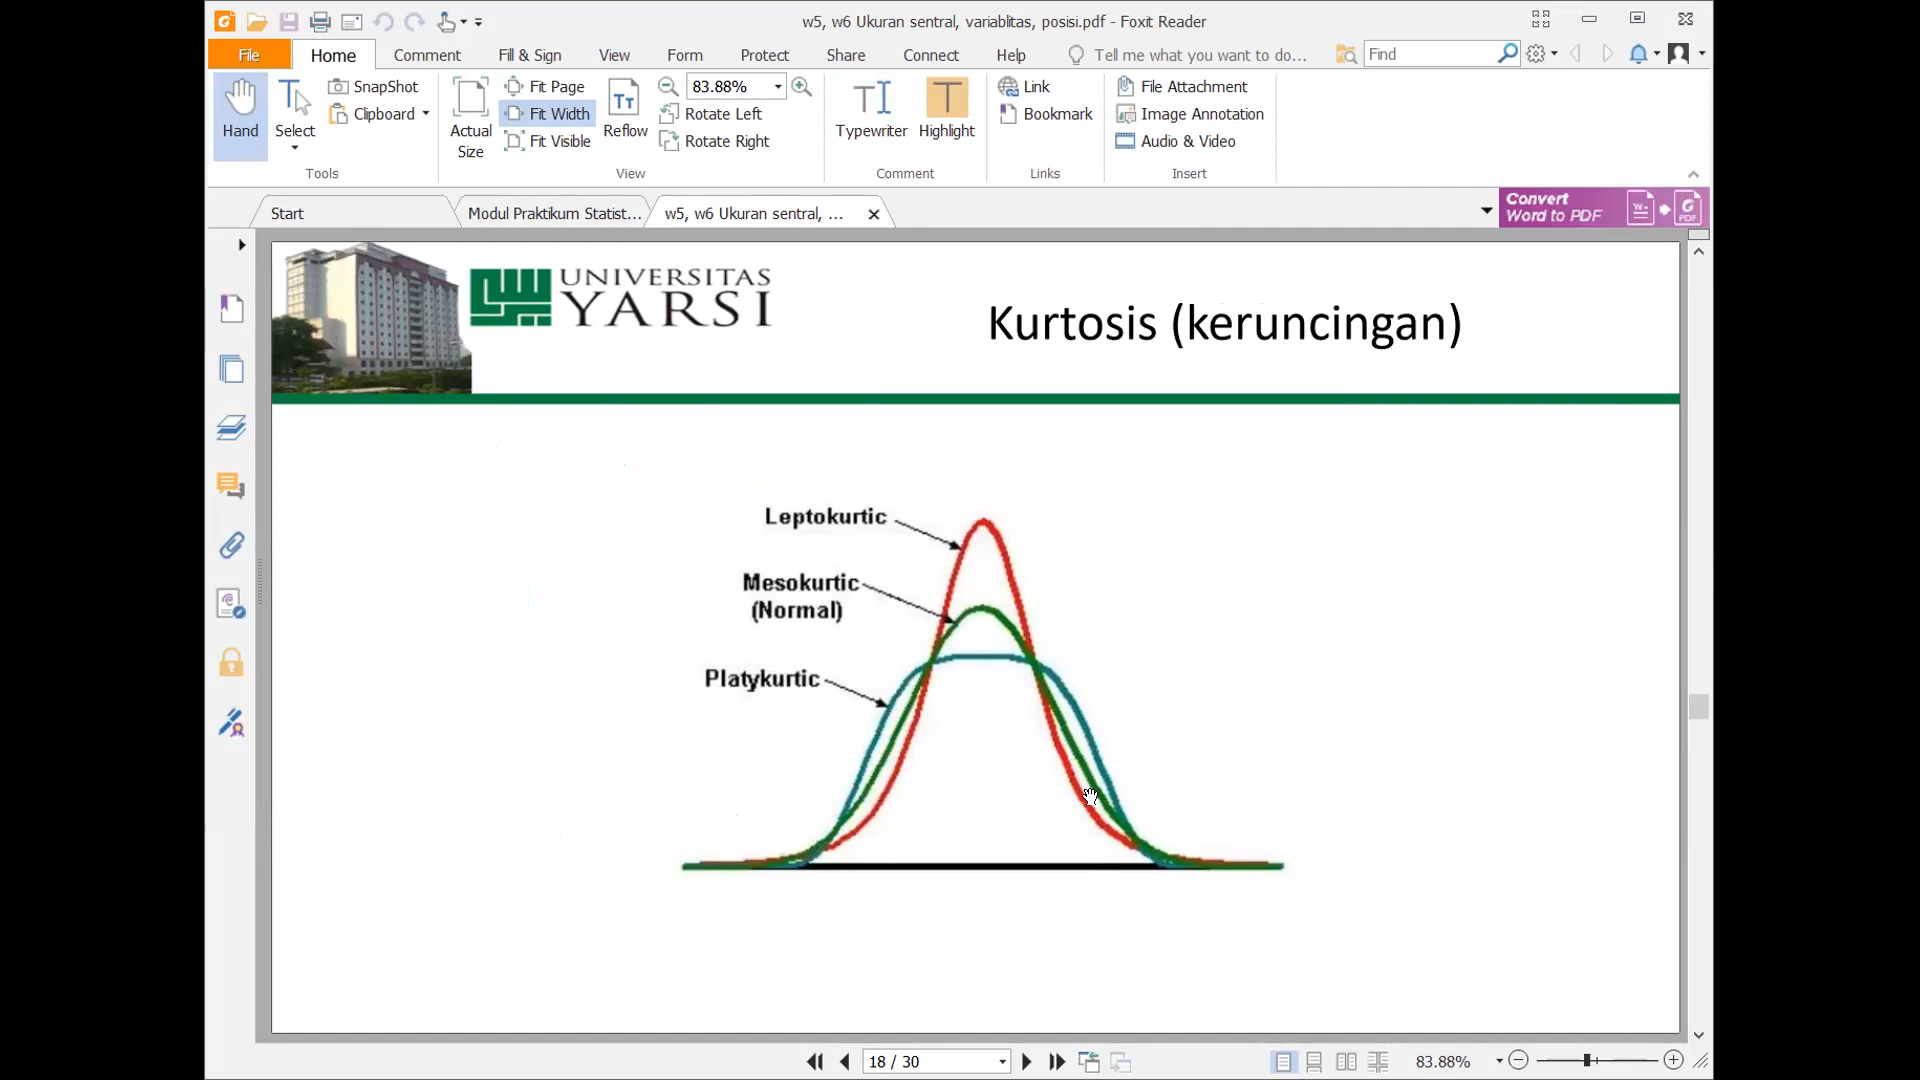 w5, w6 Ukuran sentral, variablitas, posisi.pdf - Foxit Reader
File Home Comment Fill & Sign View Form Protect Share Connect Help Tell me what you want to do... Find
Hand
Select
SnapShot
Clipboard
Tools
Actual
Size
Fit Page
Fit Width
Fit Visible
Reflow
83.88%
Rotate Left
Rotate Right
View
Typewriter
Highlight
Comment
Link
Bookmark
Links
File Attachment
Image Annotation
Audio & Video
Insert
Start
Modul Praktikum Statist...
w5, w6 Ukuran sentral, ...
Convert
Word to PDF
UNIVERSITAS
YARSI
Kurtosis (keruncingan)
Leptokurtic
Mesokurtic
(Normal)
Platykurtic
18 / 30
83.88%